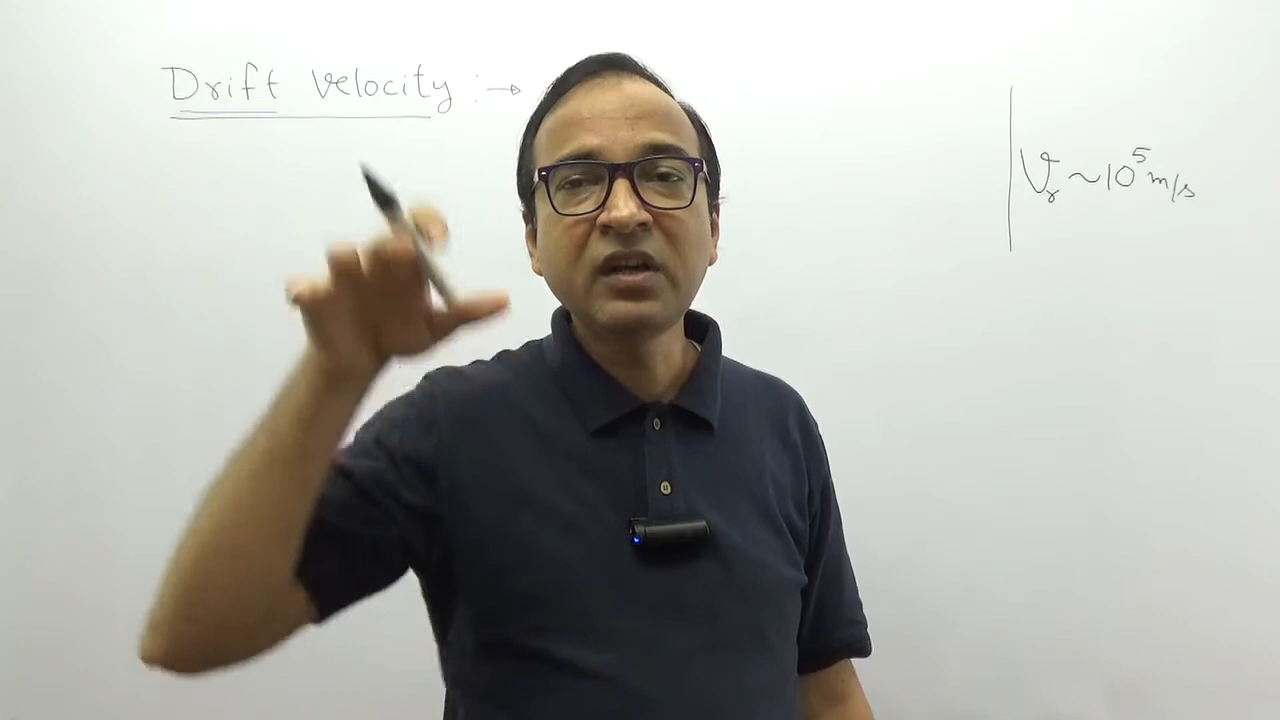 Drift velocity :→
Vr ~10⁵ m/s